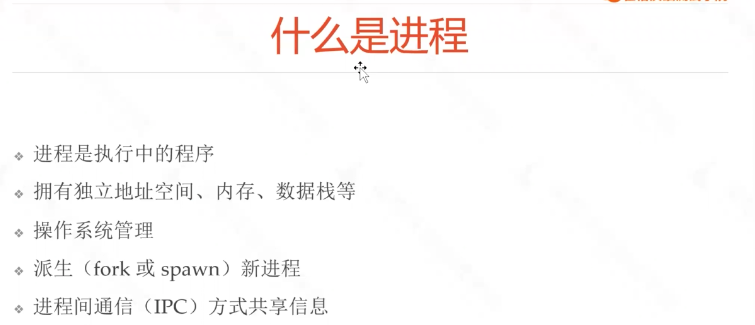 什么是进程
进程是执行中的程序
拥有独立地址空间、内存、数据栈等
操作系统管理
派生（fork 或 spawn）新进程
进程间通信（IPC）方式共享信息